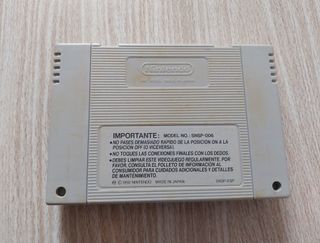 Nintendo
IMPORTANTE: MODEL NO.: SNSP-006
•NO PASES DEMASIADO RAPIDO DE LA POSICION ON A LA
POSICION OFF (O VICEVERSA).
•NO TOQUES LAS CONEXIONES FINALES CON LOS DEDOS.
•DEBES LIMPIAR ESTE VIDEOJUEGO REGULARMENTE. POR
FAVOR, CONSULTA EL FOLLETO DE INFORMACION AL
CONSUMIDOR PARA CUIDADOS ADICIONALES Y DETALLES
DE MANTENIMIENTO.
© 1992 NINTENDO MADE IN JAPAN